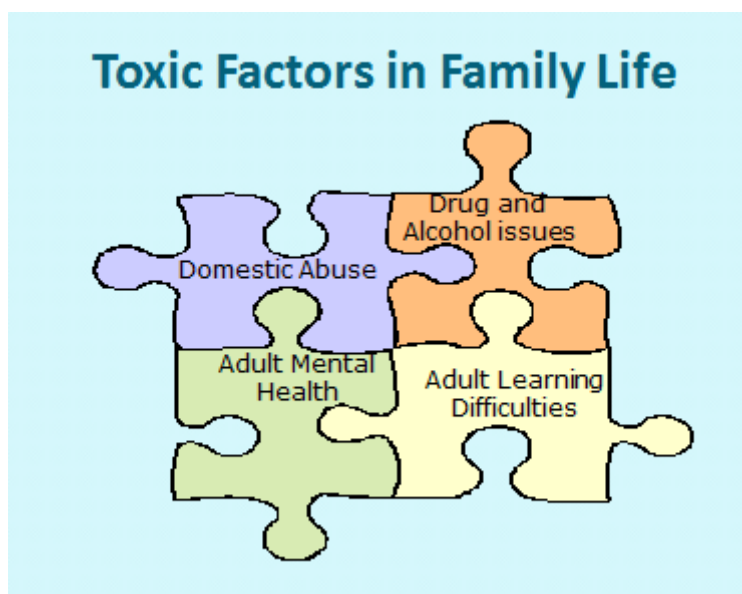 Toxic Factors in Family Life
Drug and
Alcohol issues
Domestic Abuse
Adult Mental
Health
Adult Learning
Difficulties